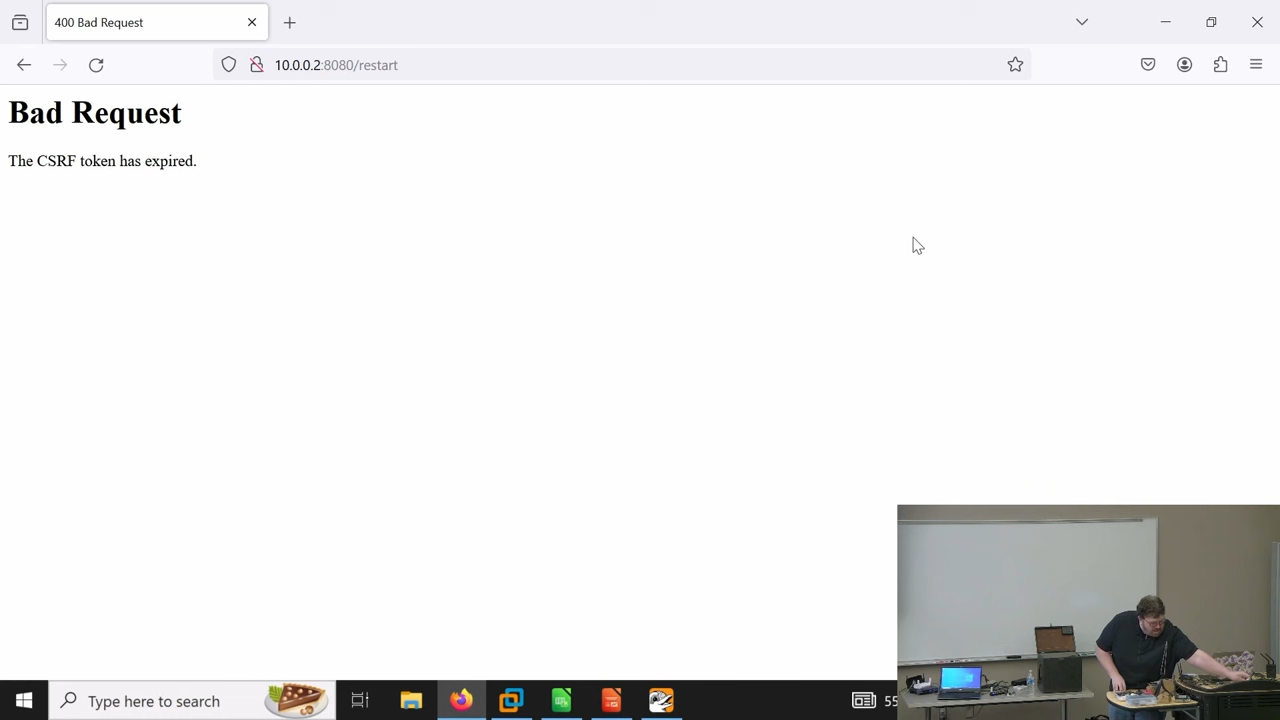 400 Bad Request
10.0.0.2:8080/restart
Bad Request
The CSRF token has expired.
Type here to search
55